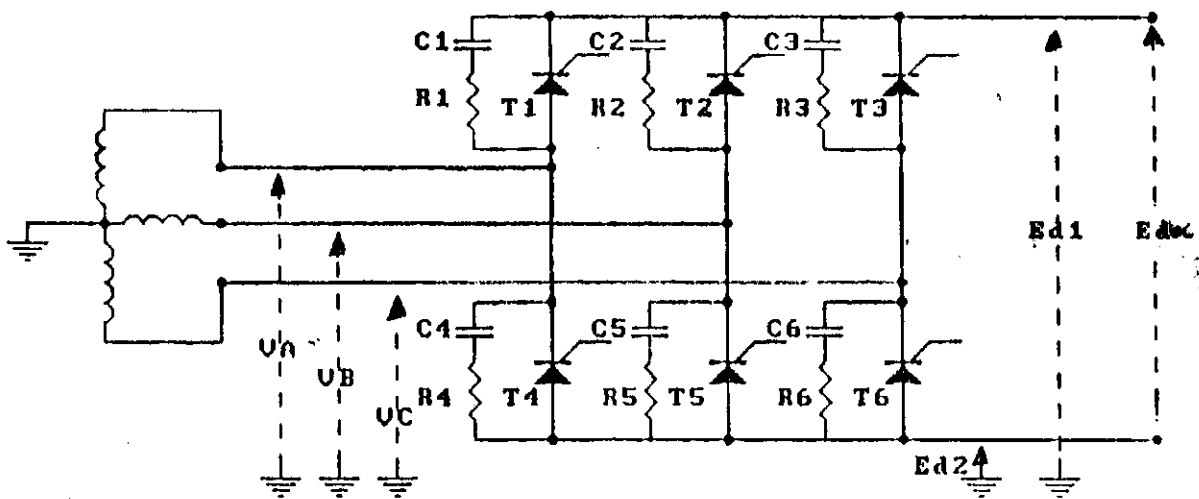 C1 C2 C3
R1 T1 R2 T2 R3 T3
Ed1
VA
VB
VC
C4 C5 C6
R4 T4 R5 T5 R6 T6
Ed2